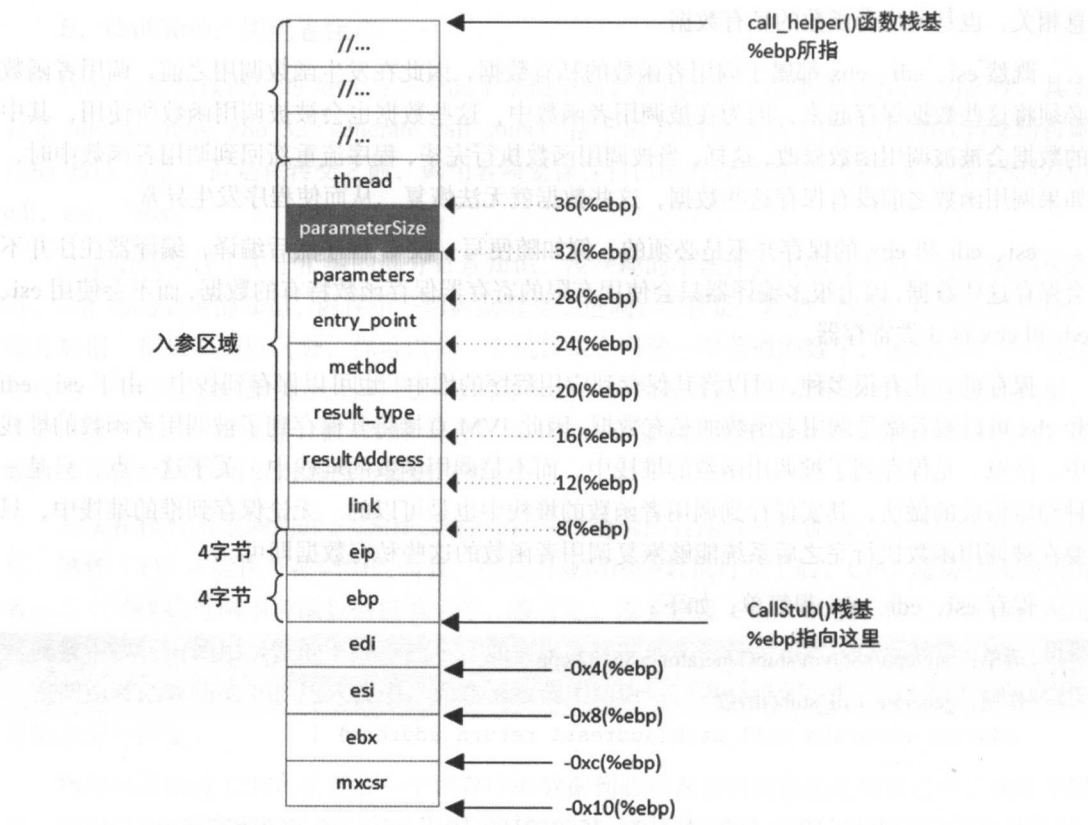 call_helper()函数栈基
%ebp所指
//...
//...
//...
thread
36(%ebp)
parameterSize
32(%ebp)
parameters
28(%ebp)
entry_point
入参区域
24(%ebp)
method
20(%ebp)
result_type
16(%ebp)
resultAddress
12(%ebp)
link
8(%ebp)
4字节
eip
4字节
ebp
CallStub()栈基
%ebp指向这里
edi
-0x4(%ebp)
esi
-0x8(%ebp)
ebx
-0xc(%ebp)
mxcsr
-0x10(%ebp)